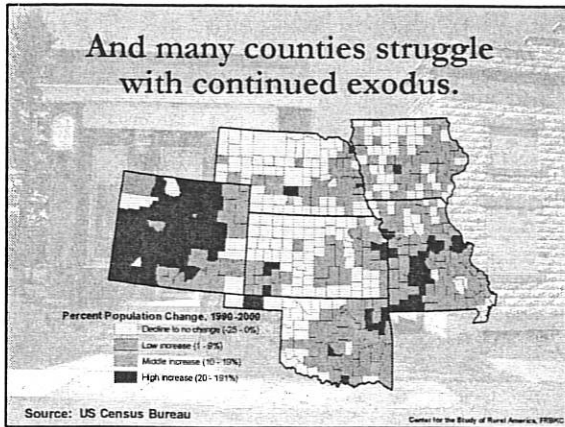 And many counties struggle
with continued exodus.
Percent Population Change, 1990-2000
Decline to no change (-25 - 0%)
Low increase (1 - 9%)
Middle increase (10 - 19%)
High increase (20 - 191%)
Source: US Census Bureau
Center for the Study of Rural America, FRBKC